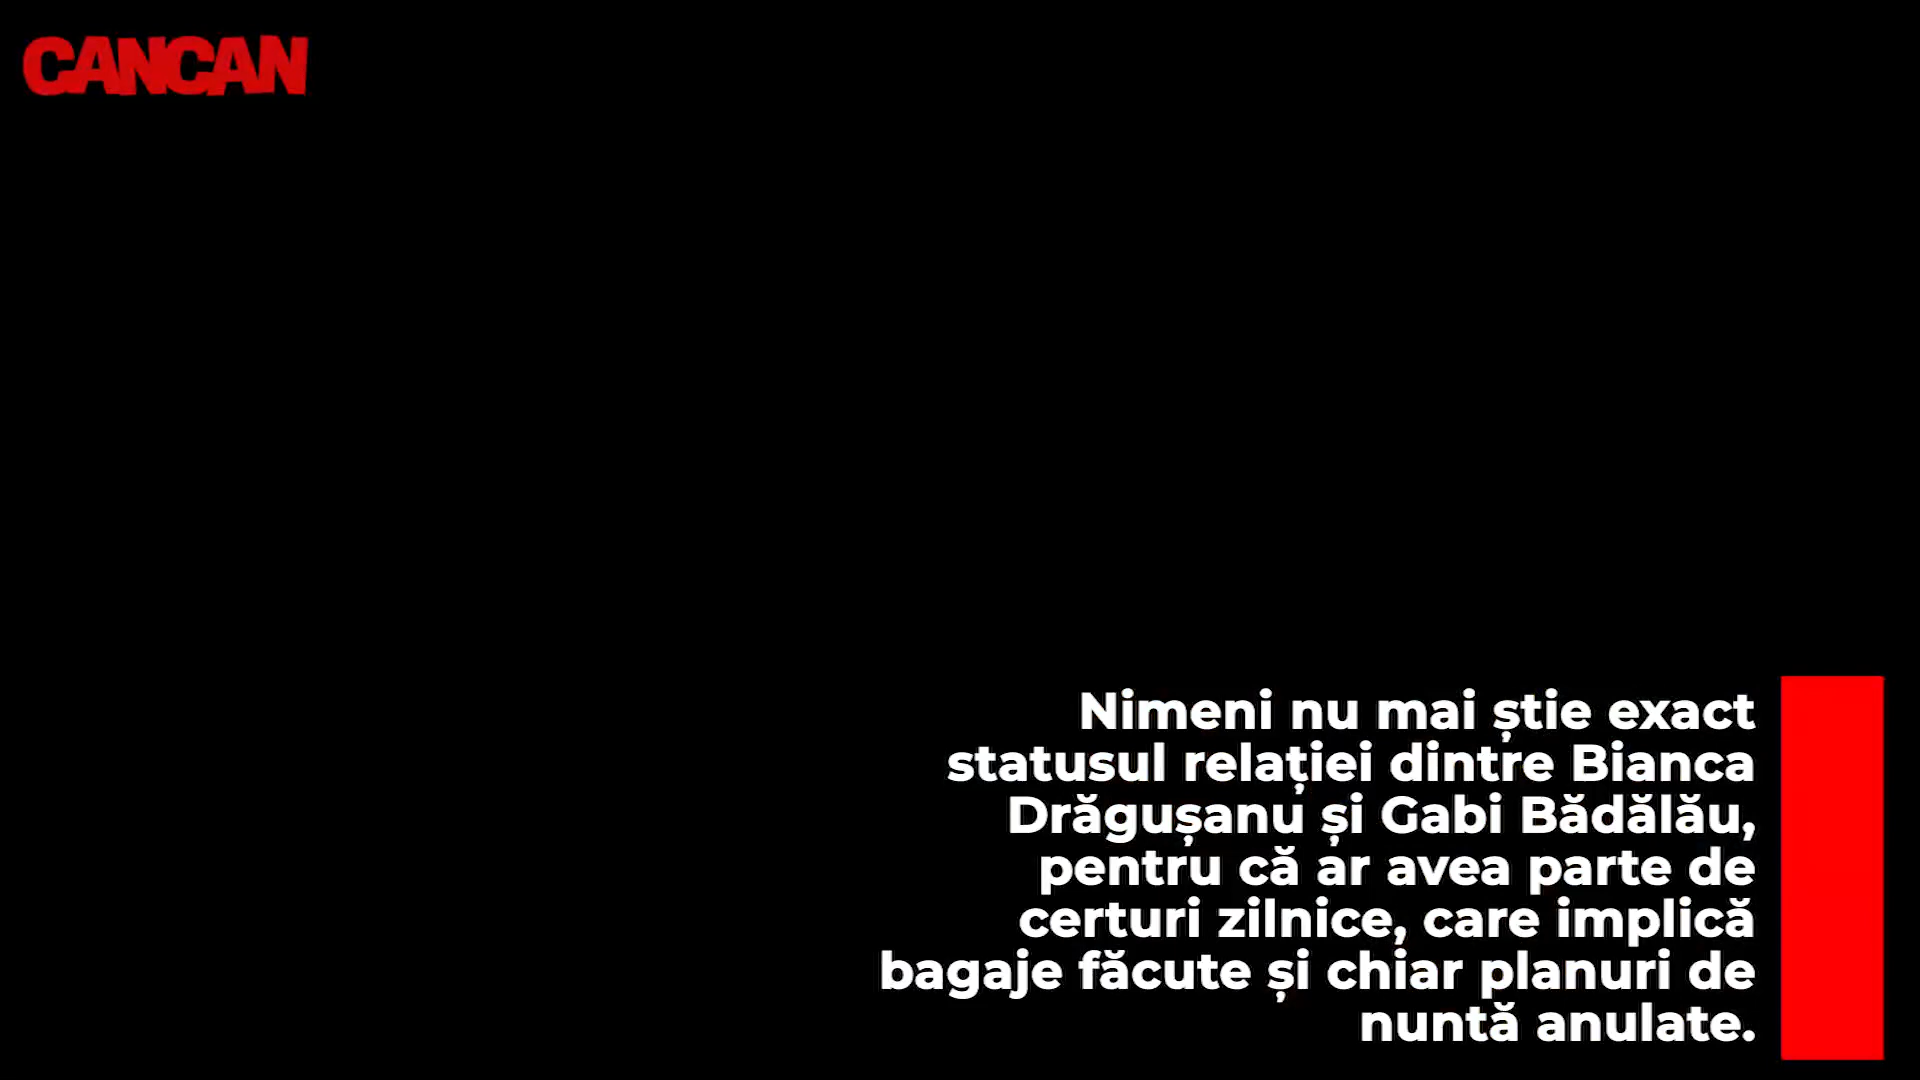 CANCAN
Nimeni nu mai știe exact
statusul relației dintre Bianca
Drăgușanu și Gabi Bădălău,
pentru că ar avea parte de
certuri zilnice, care implică
bagaje făcute și chiar planuri de
nuntă anulate.